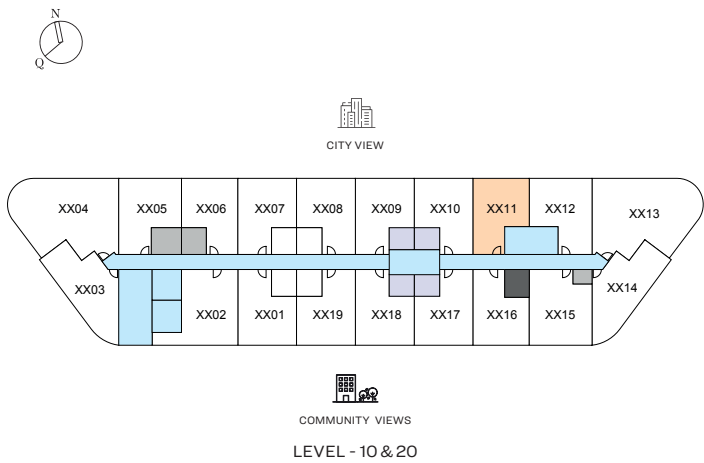 N
Q
CITY VIEW
XX04
XX05
XX06
XX07
XX08
XX09
XX10
XX11
XX12
XX13
XX03
XX02
XX01
XX19
XX18
XX17
XX16
XX15
XX14
COMMUNITY VIEWS
LEVEL - 10 & 20